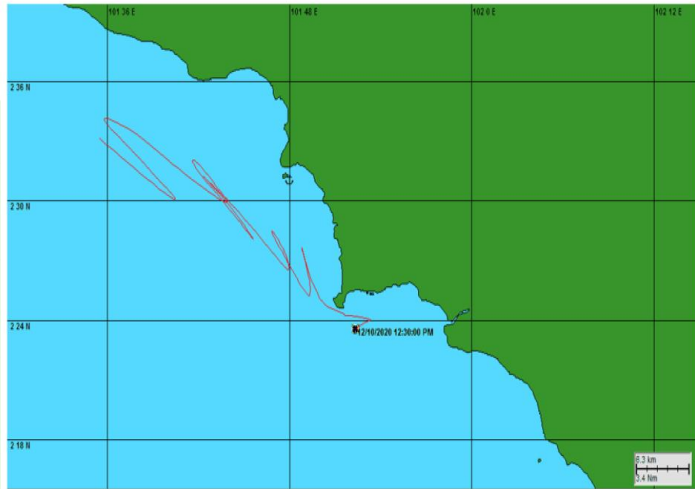 101 36 E
101 48 E
102 0 E
102 12 E
2 36 N
2 30 N
2 24 N
12/10/2020 12:30:00 PM
2 18 N
6.3 km
3.4 Nm